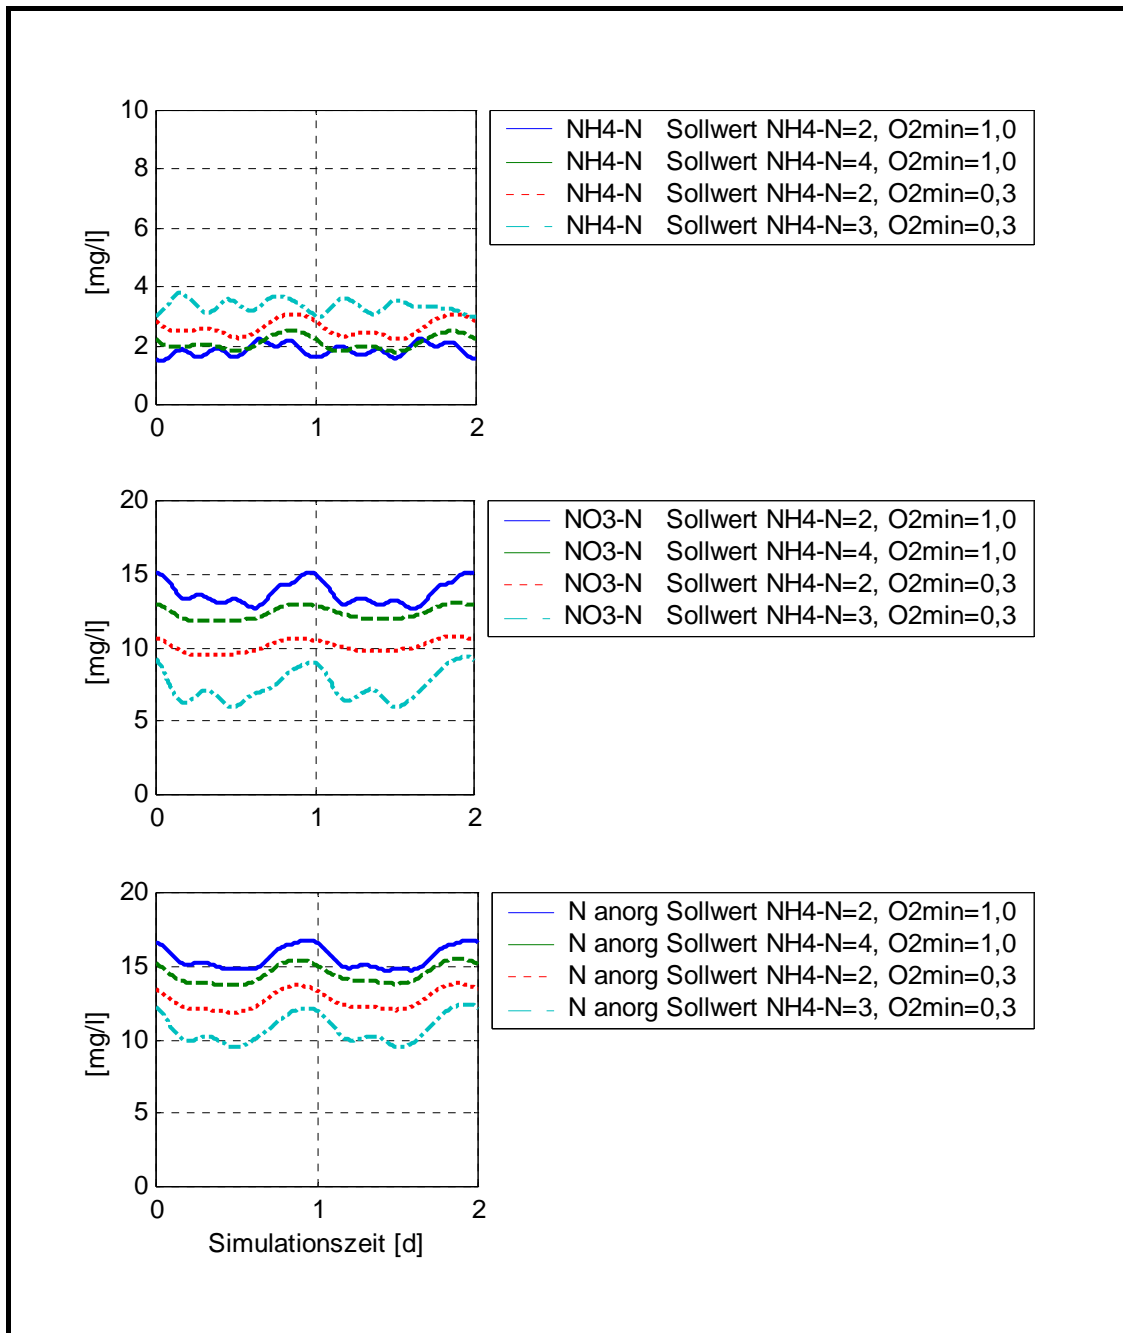 10
8
6
4
2
0
[mg/l]
0 1 2
NH4-N Sollwert NH4-N=2, O2min=1,0
NH4-N Sollwert NH4-N=4, O2min=1,0
NH4-N Sollwert NH4-N=2, O2min=0,3
NH4-N Sollwert NH4-N=3, O2min=0,3
20
15
10
5
0
[mg/l]
0 1 2
NO3-N Sollwert NH4-N=2, O2min=1,0
NO3-N Sollwert NH4-N=4, O2min=1,0
NO3-N Sollwert NH4-N=2, O2min=0,3
NO3-N Sollwert NH4-N=3, O2min=0,3
20
15
10
5
0
[mg/l]
0 1 2
Simulationszeit [d]
N anorg Sollwert NH4-N=2, O2min=1,0
N anorg Sollwert NH4-N=4, O2min=1,0
N anorg Sollwert NH4-N=2, O2min=0,3
N anorg Sollwert NH4-N=3, O2min=0,3